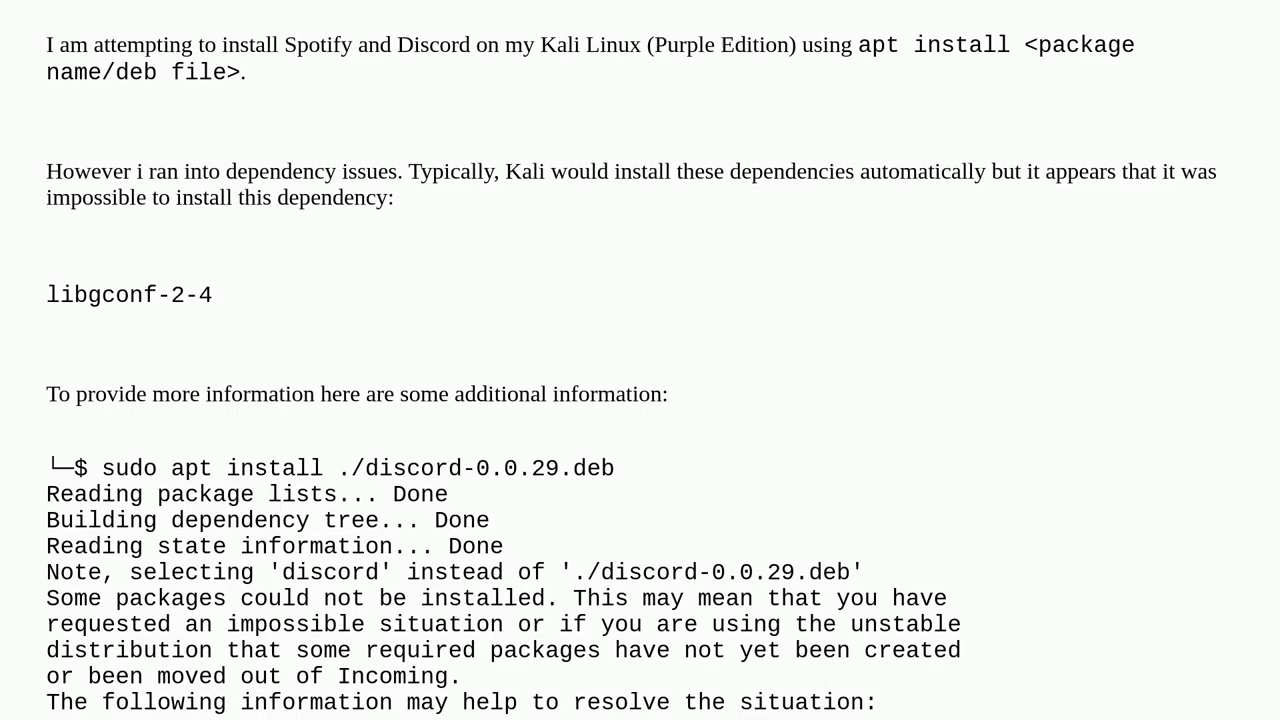 I am attempting to install Spotify and Discord on my Kali Linux (Purple Edition) using apt install <package
name/deb file>.
However i ran into dependency issues. Typically, Kali would install these dependencies automatically but it appears that it was
impossible to install this dependency:
libgconf-2-4
To provide more information here are some additional information:
└─$ sudo apt install ./discord-0.0.29.deb
Reading package lists... Done
Building dependency tree... Done
Reading state information... Done
Note, selecting 'discord' instead of './discord-0.0.29.deb'
Some packages could not be installed. This may mean that you have
requested an impossible situation or if you are using the unstable
distribution that some required packages have not yet been created
or been moved out of Incoming.
The following information may help to resolve the situation: